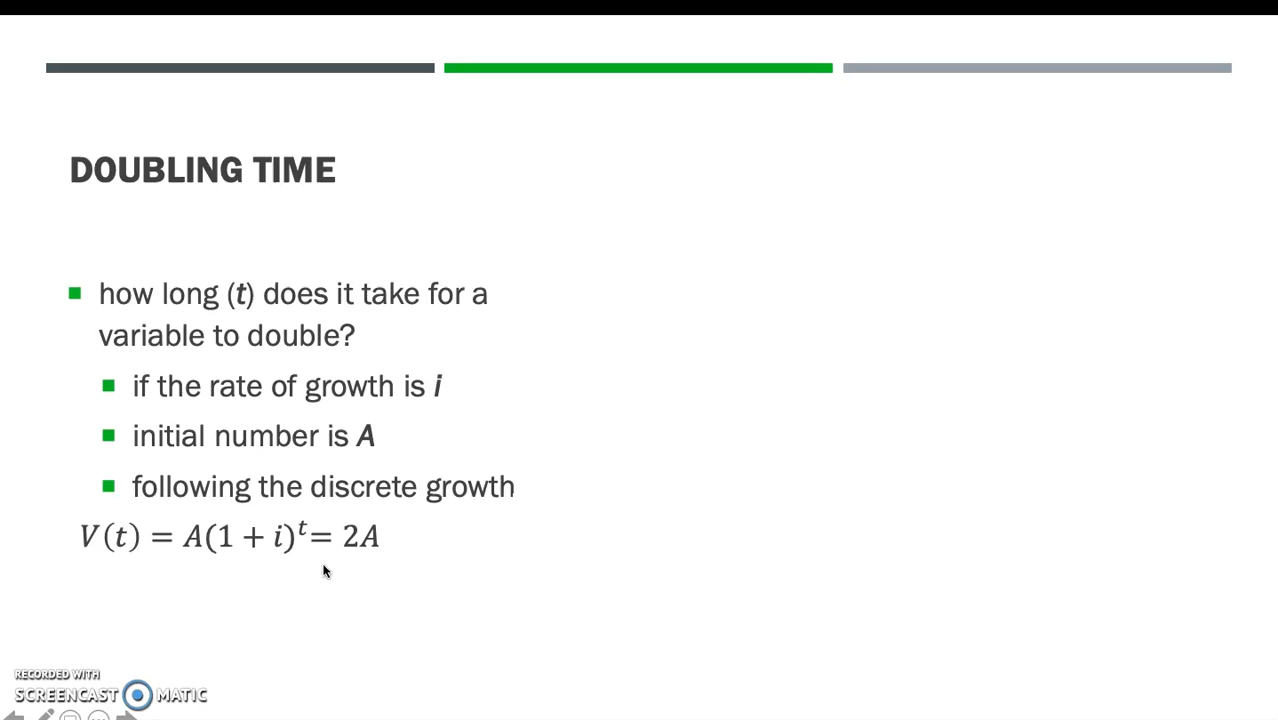 DOUBLING TIME
how long (t) does it take for a
variable to double?
if the rate of growth is i
initial number is A
following the discrete growth
V(t) = A(1 + i)^t = 2A
RECORDED WITH
SCREENCAST MATIC